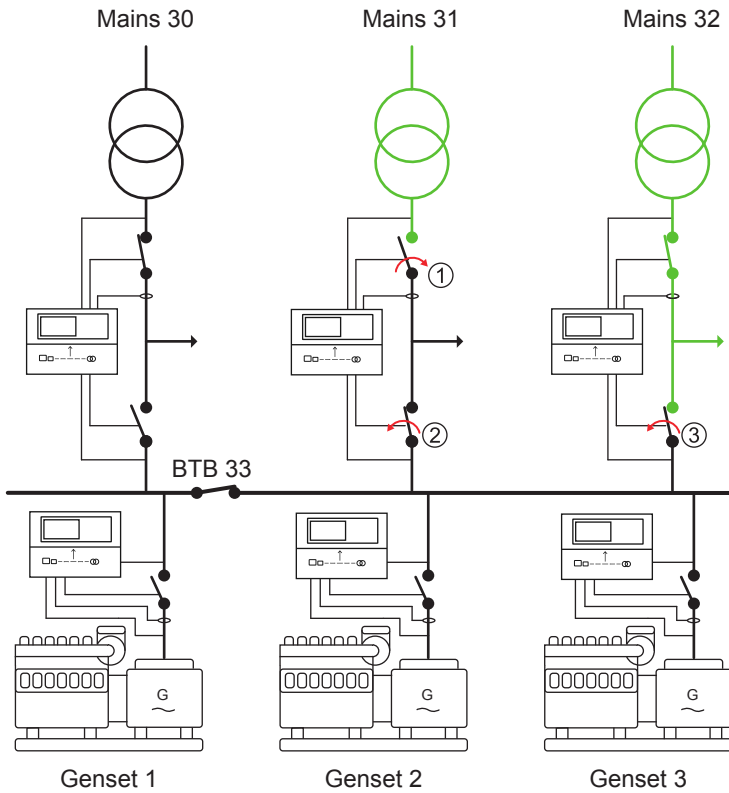 Mains 30
Mains 31
Mains 32
1
2
3
BTB 33
G
G
G
Genset 1
Genset 2
Genset 3